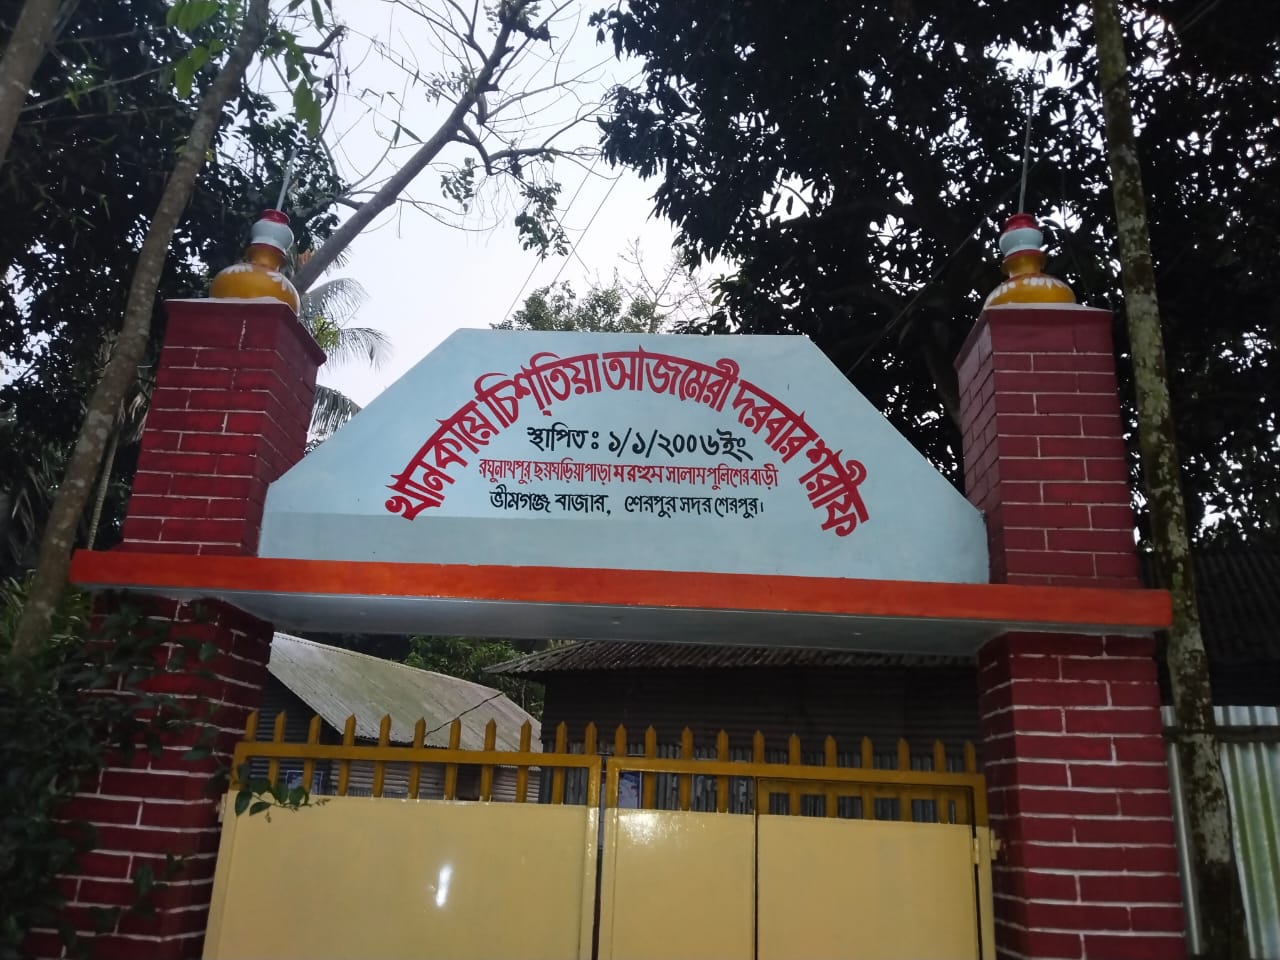 খানকায়ে চিশ্‌তিয়া আজমেরী দরবার শরীফ
স্থাপিত: ১/১/২০০৬ইং
রঘুনাথপুর, ছয়ঘড়িয়াপাড়া মরহুম সালাম পুলিশের বাড়ী
ভীমগঞ্জ বাজার, শেরপুর সদর শেরপুর।